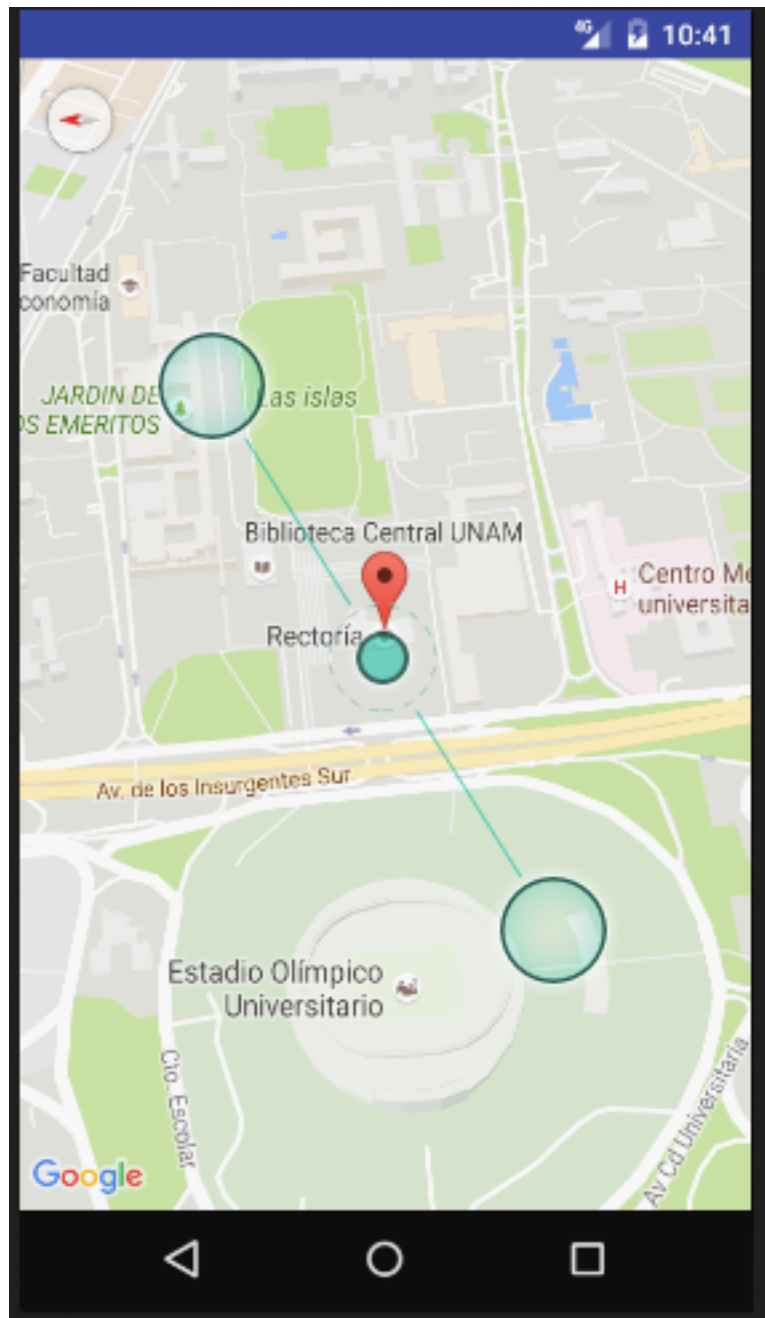 4G 10:41
Facultad
conomía
JARDIN DE
OS EMERITOS
Las islas
Biblioteca Central UNAM
Rectoría
H
Centro Me
universita
Av. de los Insurgentes Sur
Estadio Olímpico
Universitario
Cto. Escolar
Av Cd Universitaria
Google